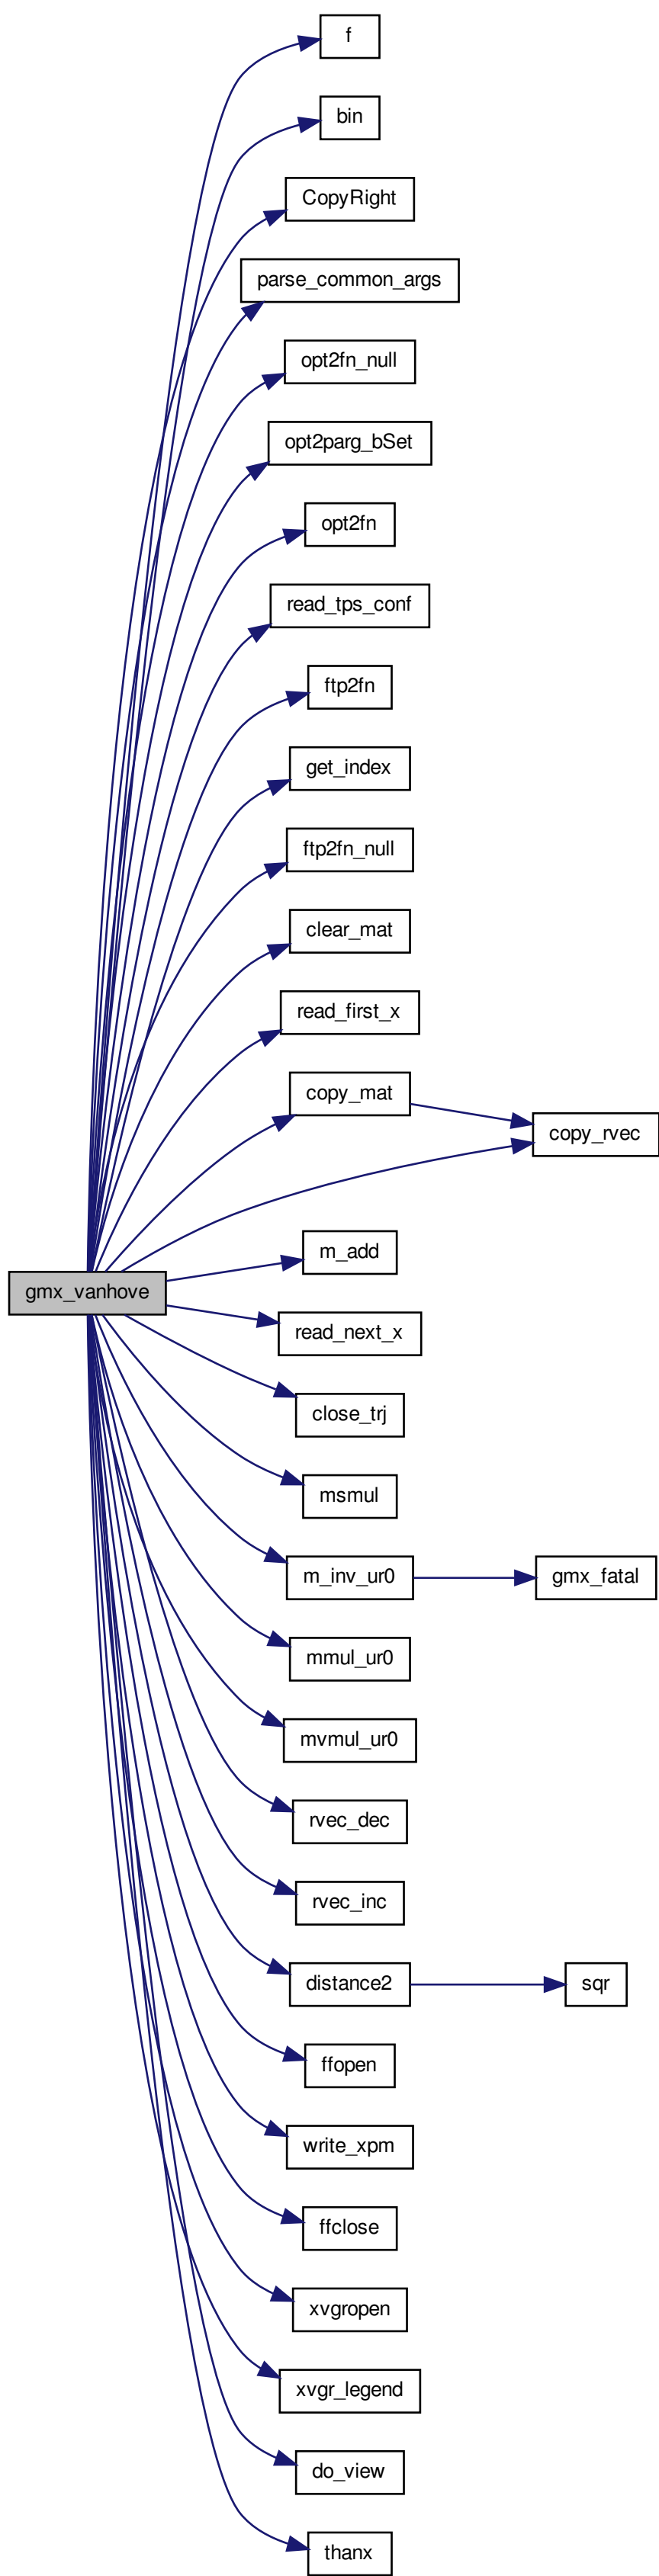 f
bin
CopyRight
parse_common_args
opt2fn_null
opt2parg_bSet
opt2fn
read_tps_conf
ftp2fn
get_index
ftp2fn_null
clear_mat
read_first_x
copy_mat
copy_rvec
m_add
gmx_vanhove
read_next_x
close_trj
msmul
m_inv_ur0
gmx_fatal
mmul_ur0
mvmul_ur0
rvec_dec
rvec_inc
distance2
sqr
ffopen
write_xpm
ffclose
xvgropen
xvgr_legend
do_view
thanx